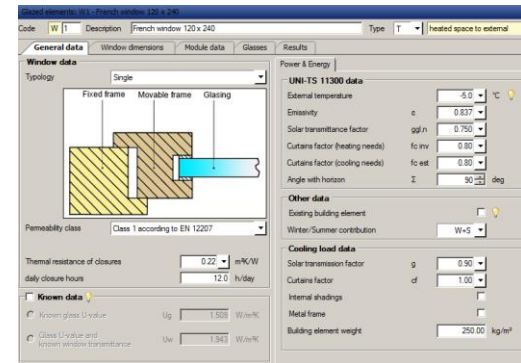 Glazed elements: W1 - French window 120 x 240
Code W 1 Description French window 120 x 240 Type T heated space to external
General data Window dimensions Module data Glasses Results
Window data
Typology Single
Fixed frame Movable frame Glasing
Permeability class Class 1 according to EN 12207
Thermal resistance of closures 0.22 m²K/W
daily closure hours 12.0 h/day
Known data
Known glass U-value Ug 1.509 W/m²K
Glass U-value and
known window transmittance Uw 1.943 W/m²K
Power & Energy
UNI-TS 11300 data
External temperature -5.0 °C
Emissivity e 0.837
Solar transmittance factor ggl,n 0.750
Curtains factor (heating needs) fc inv 0.80
Curtains factor (cooling needs) fc est 0.80
Angle with horizon Σ 90 deg
Other data
Existing building element
Winter/Summer contribution W+S
Cooling load data
Solar transmission factor g 0.90
Curtains factor cf 1.00
Internal shadings
Metal frame
Building element weight 250.00 kg/m²